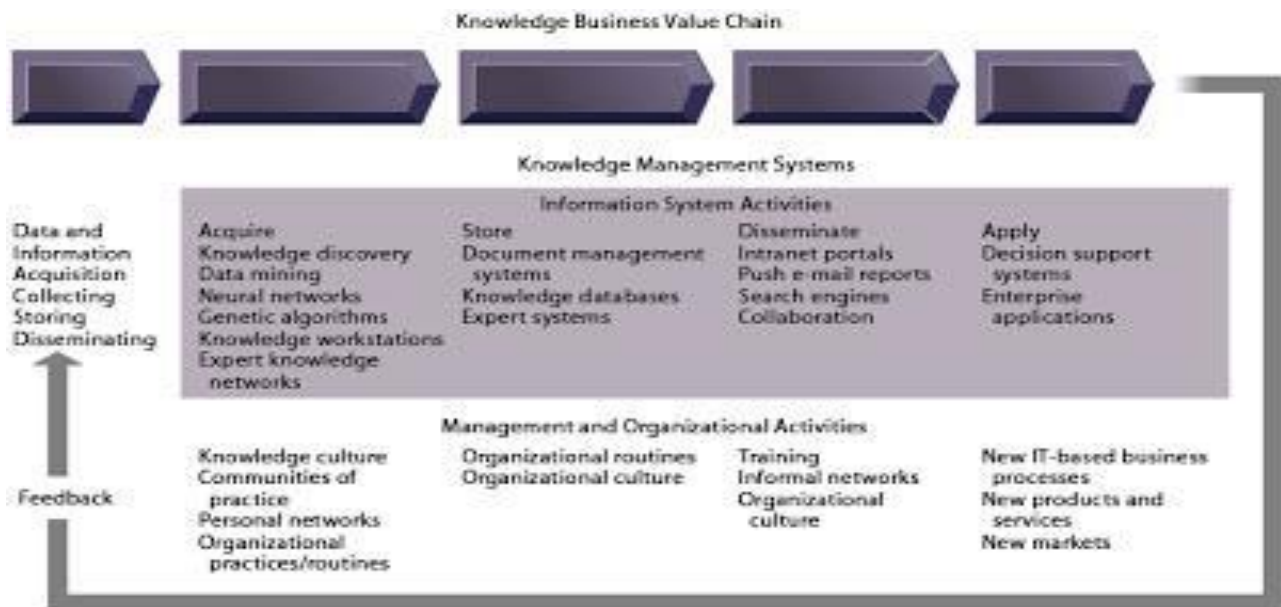 Knowledge Business Value Chain
Knowledge Management Systems
Data and
Information
Acquisition
Collecting
Storing
Disseminating
Information System Activities
Acquire
Knowledge discovery
Data mining
Neural networks
Genetic algorithms
Knowledge workstations
Expert knowledge
networks
Store
Document management
systems
Knowledge databases
Expert systems
Disseminate
Intranet portals
Push e-mail reports
Search engines
Collaboration
Apply
Decision support
systems
Enterprise
applications
Management and Organizational Activities
Knowledge culture
Communities of
practice
Personal networks
Organizational
practices/routines
Organizational routines
Organizational culture
Training
Informal networks
Organizational
culture
New IT-based business
processes
New products and
services
New markets
Feedback